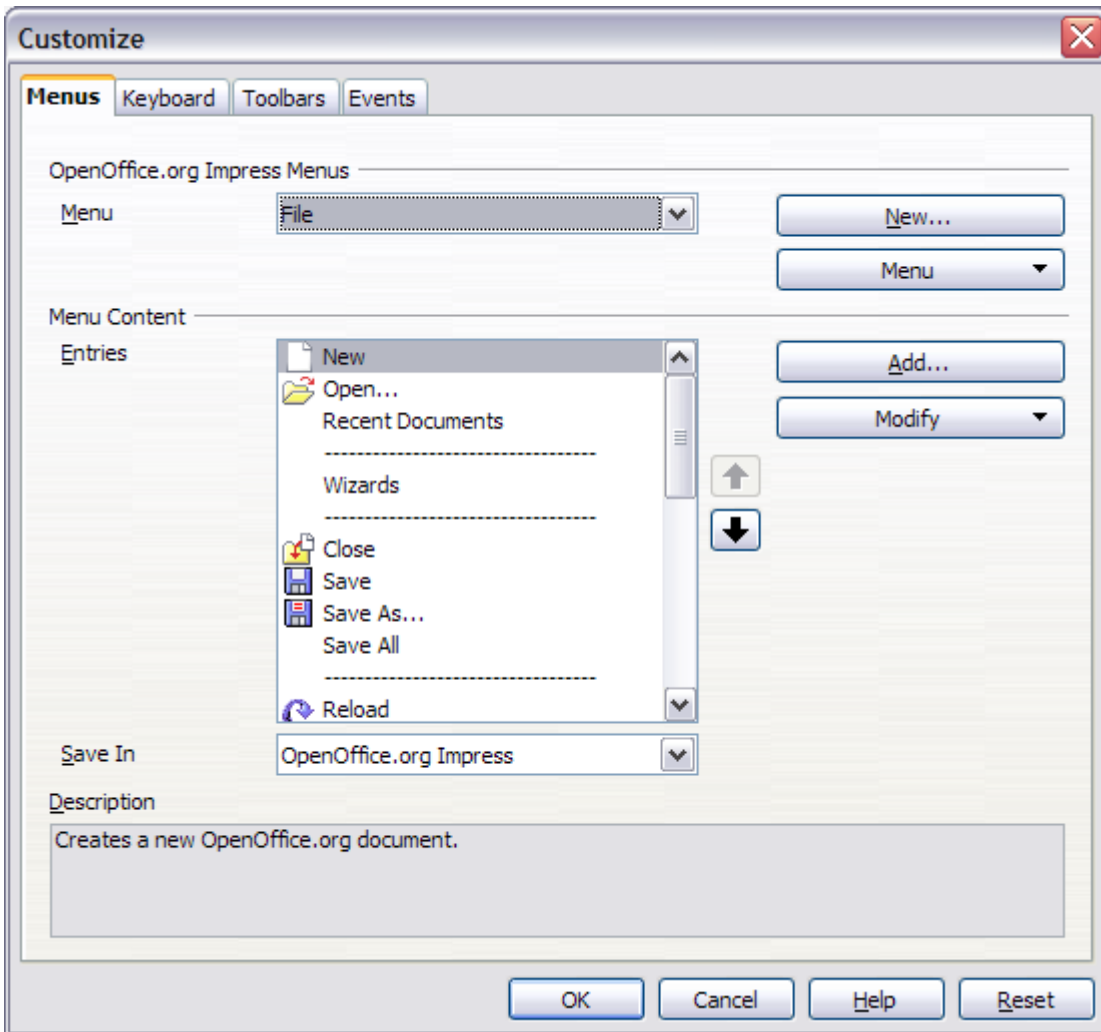 Customize
Menus Keyboard Toolbars Events
OpenOffice.org Impress Menus
Menu File New...
Menu
Menu Content
Entries New Add...
Open...
Modify
Recent Documents
----------------------------------
Wizards
----------------------------------
Close
Save
Save As...
Save All
----------------------------------
Reload
Save In OpenOffice.org Impress
Description
Creates a new OpenOffice.org document.
OK Cancel Help Reset